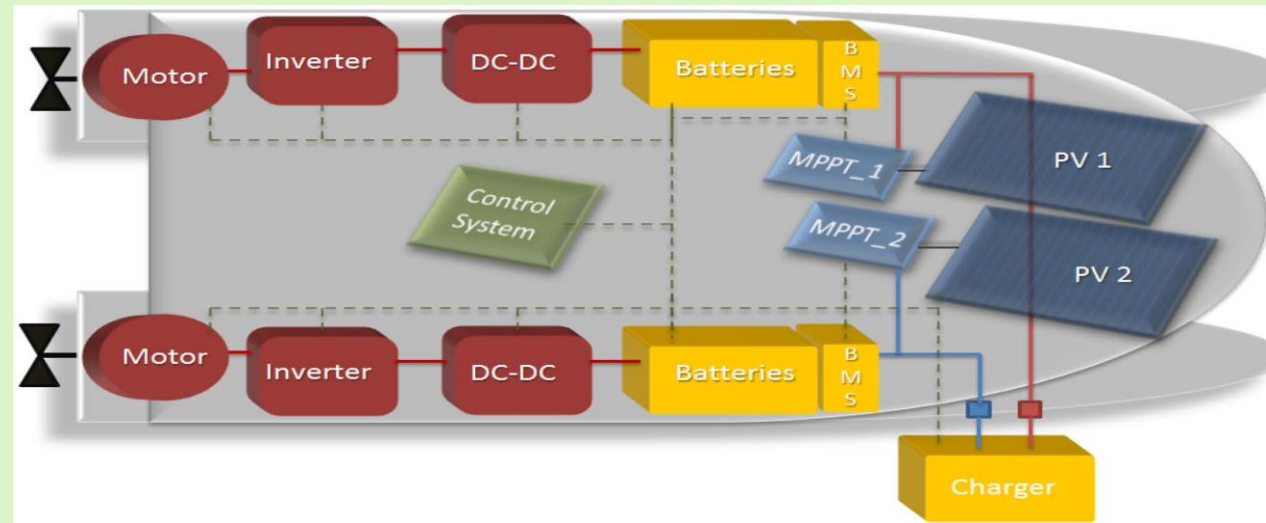 Motor
Inverter
DC-DC
Batteries
B
M
S
MPPT_1
PV 1
Control
System
MPPT_2
PV 2
Motor
Inverter
DC-DC
Batteries
B
M
S
Charger